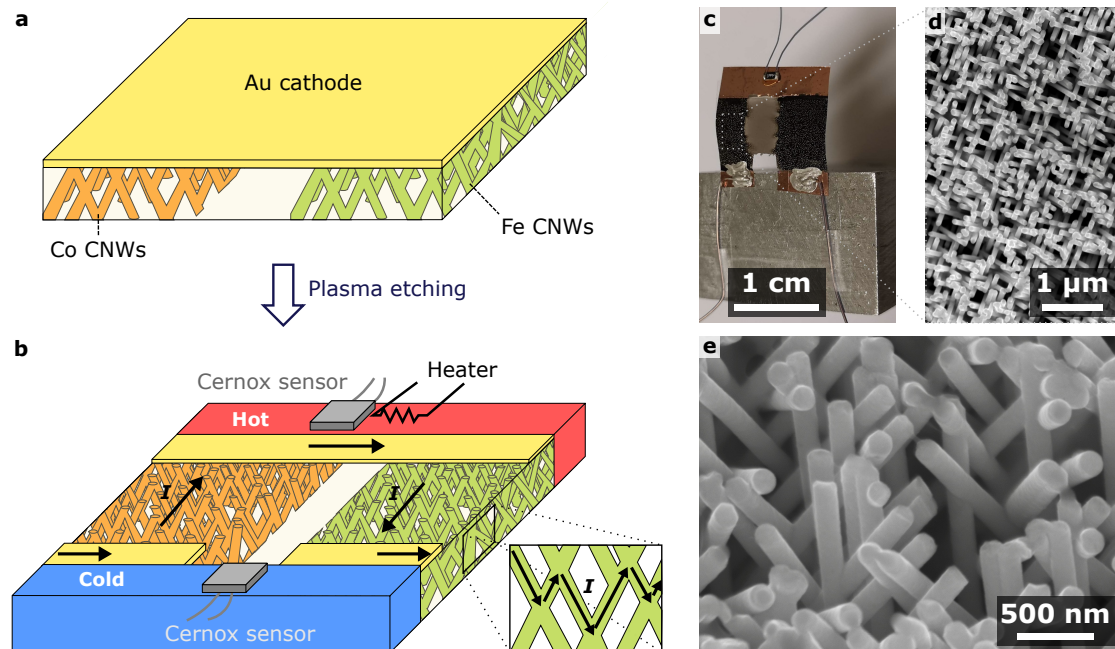 a
Au cathode
Co CNWs
Fe CNWs
Plasma etching
b
Cernox sensor
Heater
Hot
I
I
Cold
I
Cernox sensor
c
1 cm
d
1 µm
e
500 nm